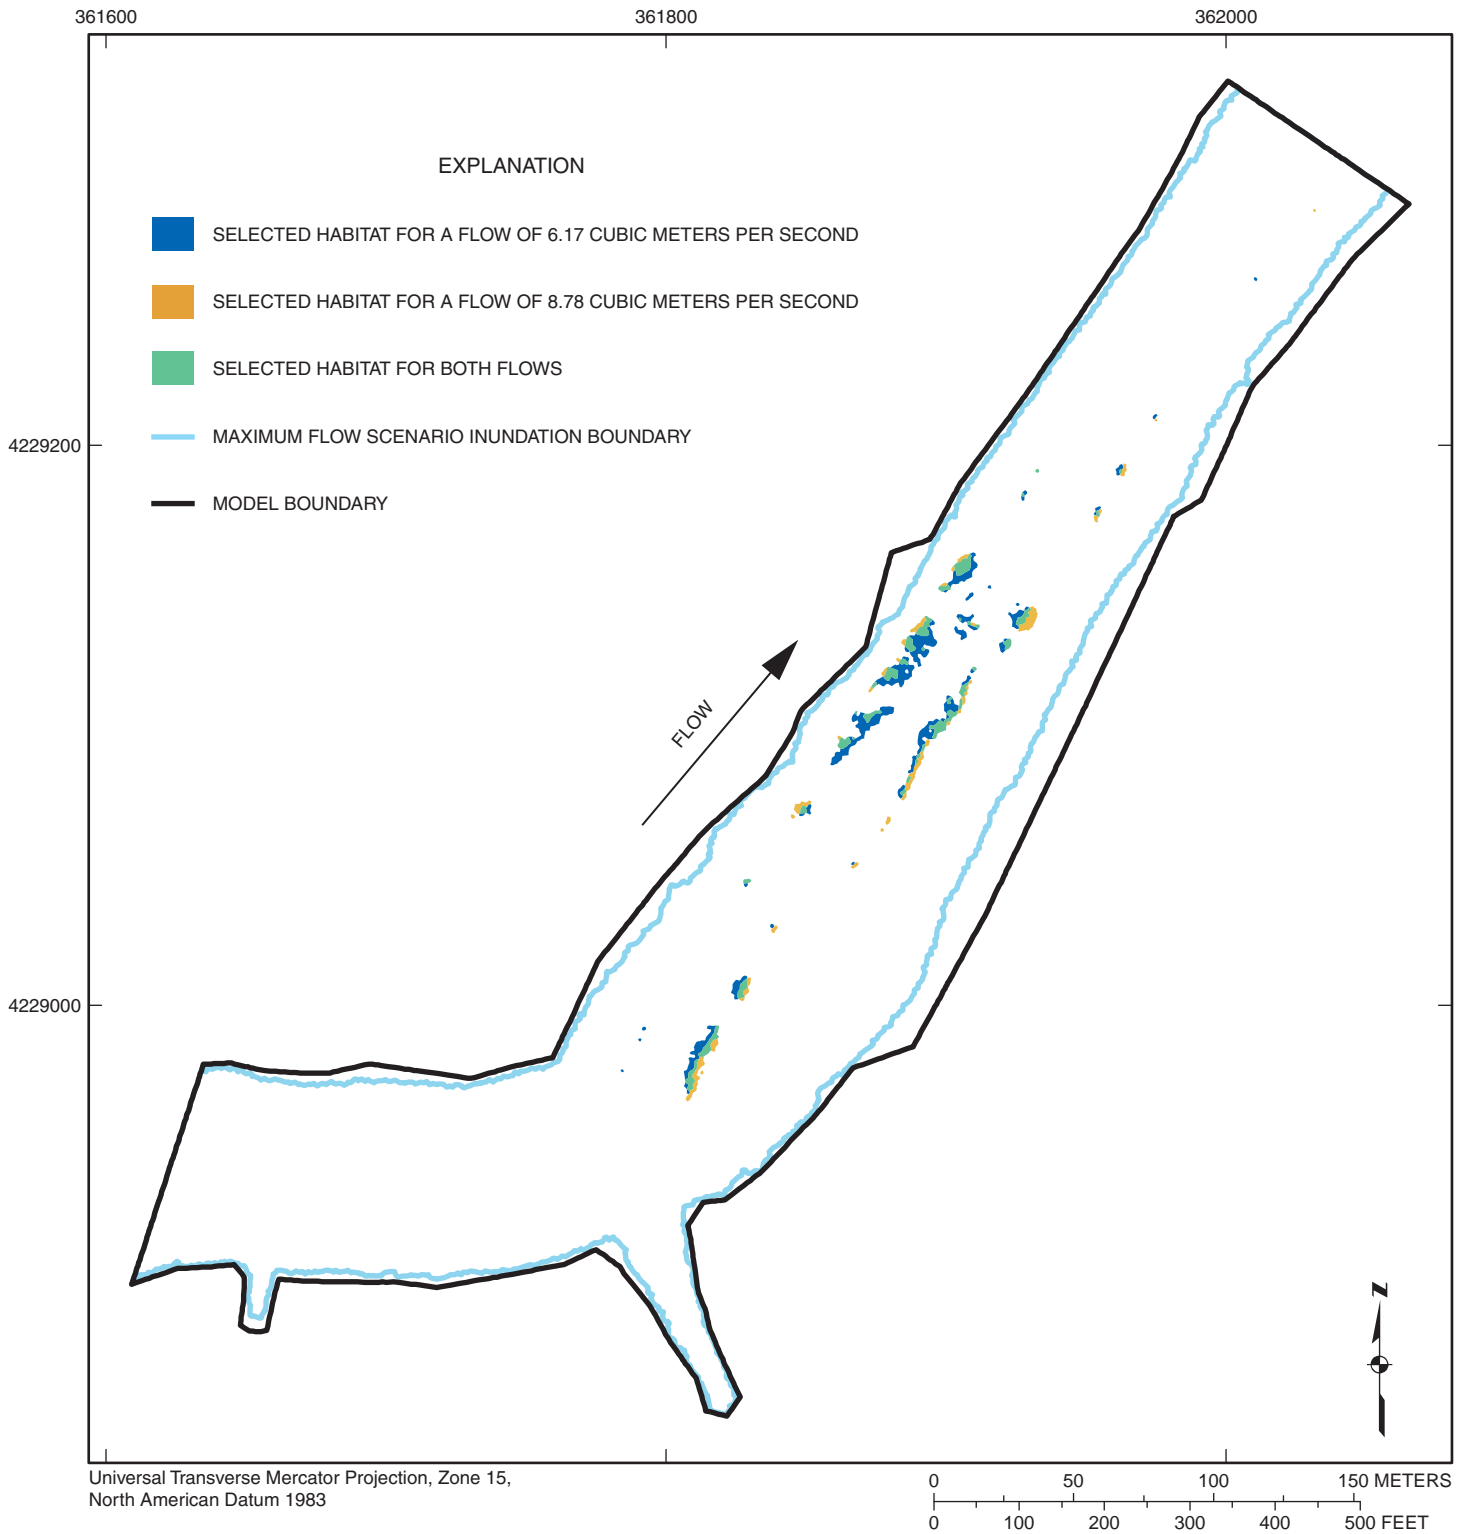 361600 361800 362000
EXPLANATION
SELECTED HABITAT FOR A FLOW OF 6.17 CUBIC METERS PER SECOND
SELECTED HABITAT FOR A FLOW OF 8.78 CUBIC METERS PER SECOND
SELECTED HABITAT FOR BOTH FLOWS
MAXIMUM FLOW SCENARIO INUNDATION BOUNDARY
4229200
MODEL BOUNDARY
FLOW
4229000
N
Universal Transverse Mercator Projection, Zone 15,
North American Datum 1983
0 50 100 150 METERS
0 100 200 300 400 500 FEET